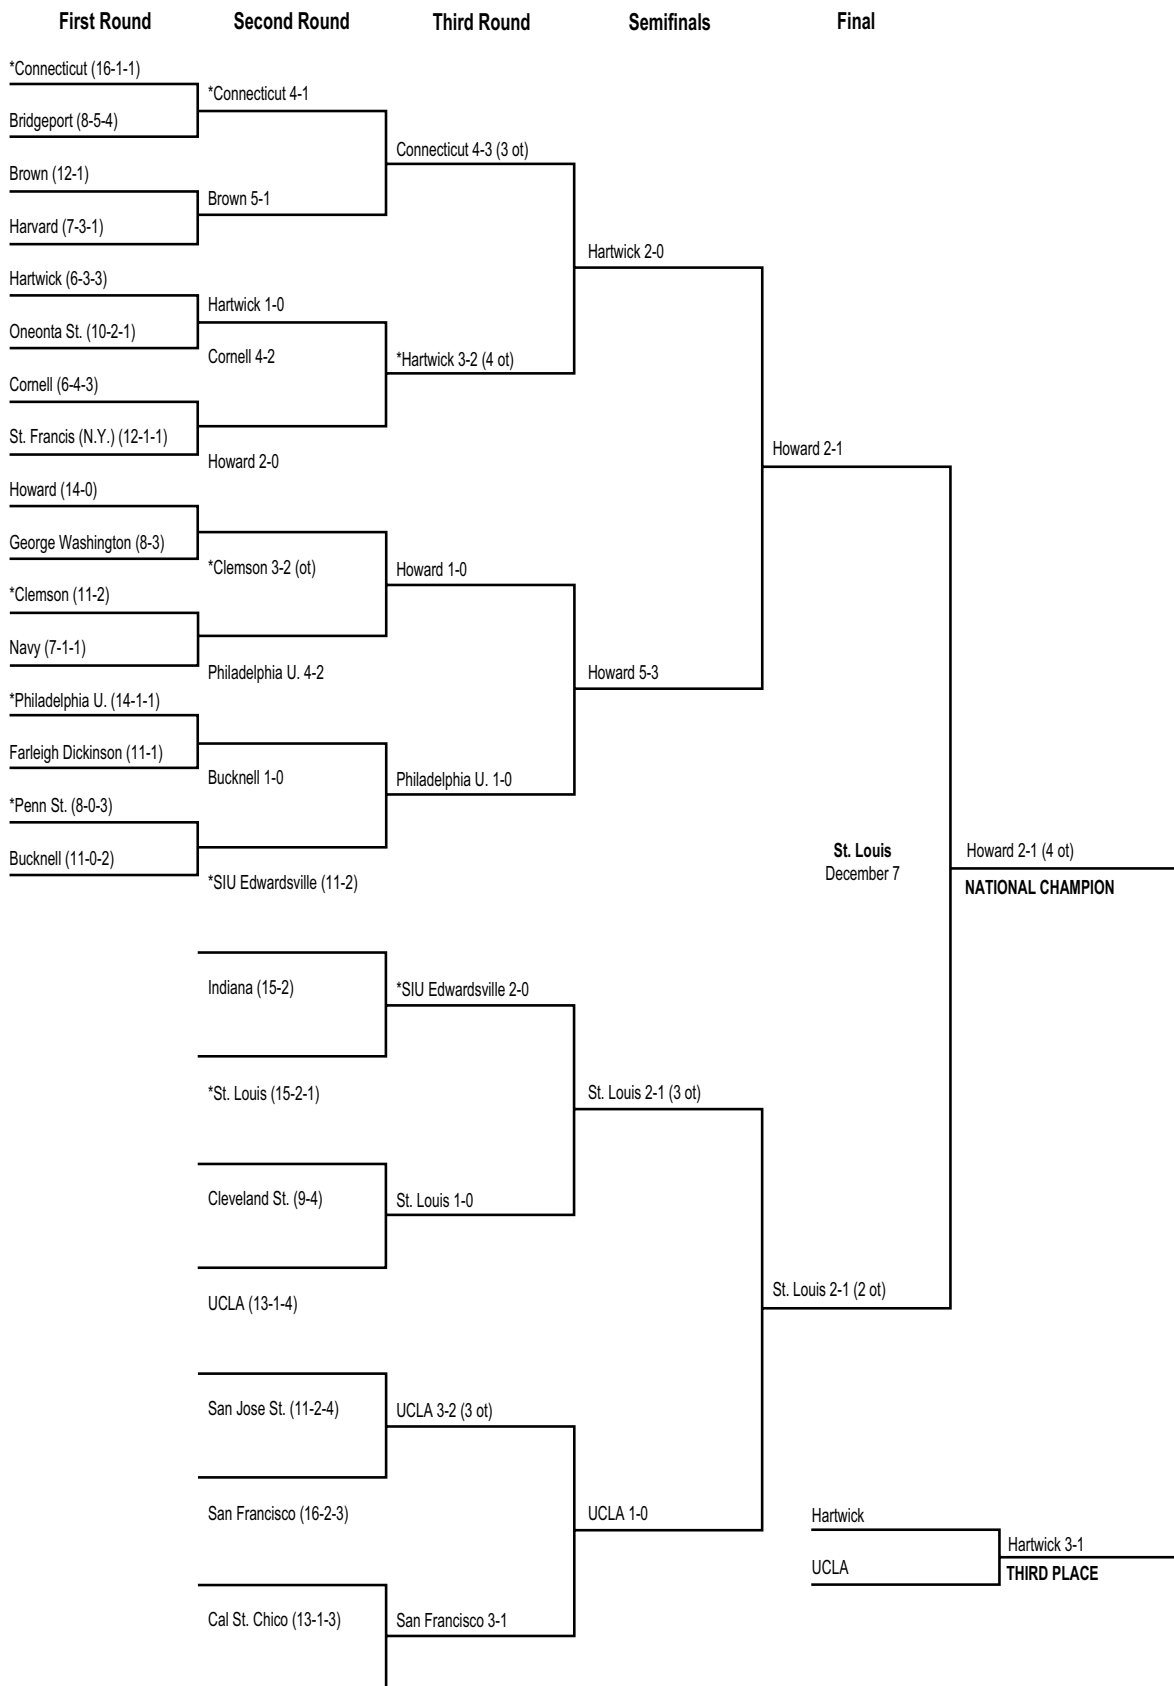 First Round
Second Round
Third Round
Semifinals
Final
*Connecticut (16-1-1)
Bridgeport (8-5-4)
Brown (12-1)
Harvard (7-3-1)
Hartwick (6-3-3)
Oneonta St. (10-2-1)
Cornell (6-4-3)
St. Francis (N.Y.) (12-1-1)
Howard (14-0)
George Washington (8-3)
*Clemson (11-2)
Navy (7-1-1)
*Philadelphia U. (14-1-1)
Farleigh Dickinson (11-1)
*Penn St. (8-0-3)
Bucknell (11-0-2)
*Connecticut 4-1
Brown 5-1
Hartwick 1-0
Cornell 4-2
Howard 2-0
*Clemson 3-2 (ot)
Philadelphia U. 4-2
Bucknell 1-0
*SIU Edwardsville (11-2)
Indiana (15-2)
*St. Louis (15-2-1)
Cleveland St. (9-4)
UCLA (13-1-4)
San Jose St. (11-2-4)
San Francisco (16-2-3)
Cal St. Chico (13-1-3)
Connecticut 4-3 (3 ot)
*Hartwick 3-2 (4 ot)
Howard 1-0
Philadelphia U. 1-0
*SIU Edwardsville 2-0
St. Louis 1-0
UCLA 3-2 (3 ot)
San Francisco 3-1
Hartwick 2-0
Howard 5-3
St. Louis 2-1 (3 ot)
UCLA 1-0
Howard 2-1
St. Louis 2-1 (2 ot)
St. Louis
December 7
Howard 2-1 (4 ot)
NATIONAL CHAMPION
Hartwick
UCLA
Hartwick 3-1
THIRD PLACE